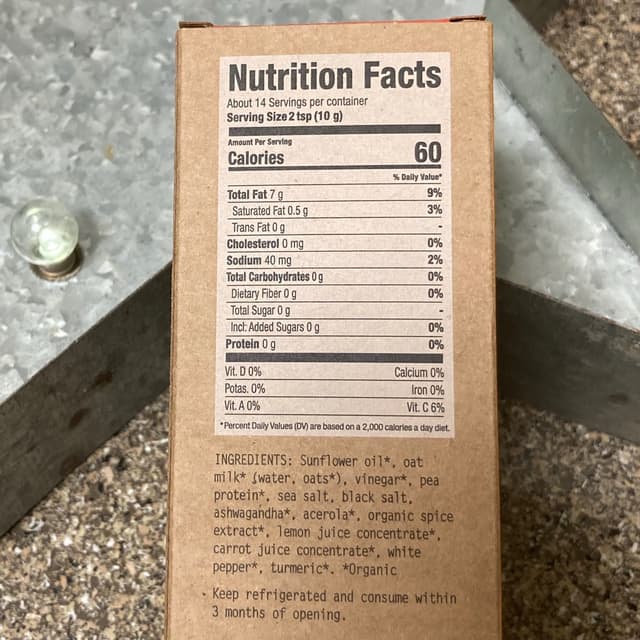 Nutrition Facts
About 14 Servings per container
Serving Size 2 tsp (10 g)
Amount Per Serving
Calories 60
% Daily Value*
Total Fat 7 g 9%
Saturated Fat 0.5 g 3%
Trans Fat 0 g -
Cholesterol 0 mg 0%
Sodium 40 mg 2%
Total Carbohydrates 0 g 0%
Dietary Fiber 0 g 0%
Total Sugar 0 g -
Incl: Added Sugars 0 g 0%
Protein 0 g 0%
Vit. D 0% Calcium 0%
Potas. 0% Iron 0%
Vit. A 0% Vit. C 6%
*Percent Daily Values (DV) are based on a 2,000 calories a day diet.
INGREDIENTS: Sunflower oil*, oat
milk* (water, oats*), vinegar*, pea
protein*, sea salt, black salt,
ashwagandha*, acerola*, organic spice
extract*, lemon juice concentrate*,
carrot juice concentrate*, white
pepper*, turmeric*. *Organic
Keep refrigerated and consume within
3 months of opening.